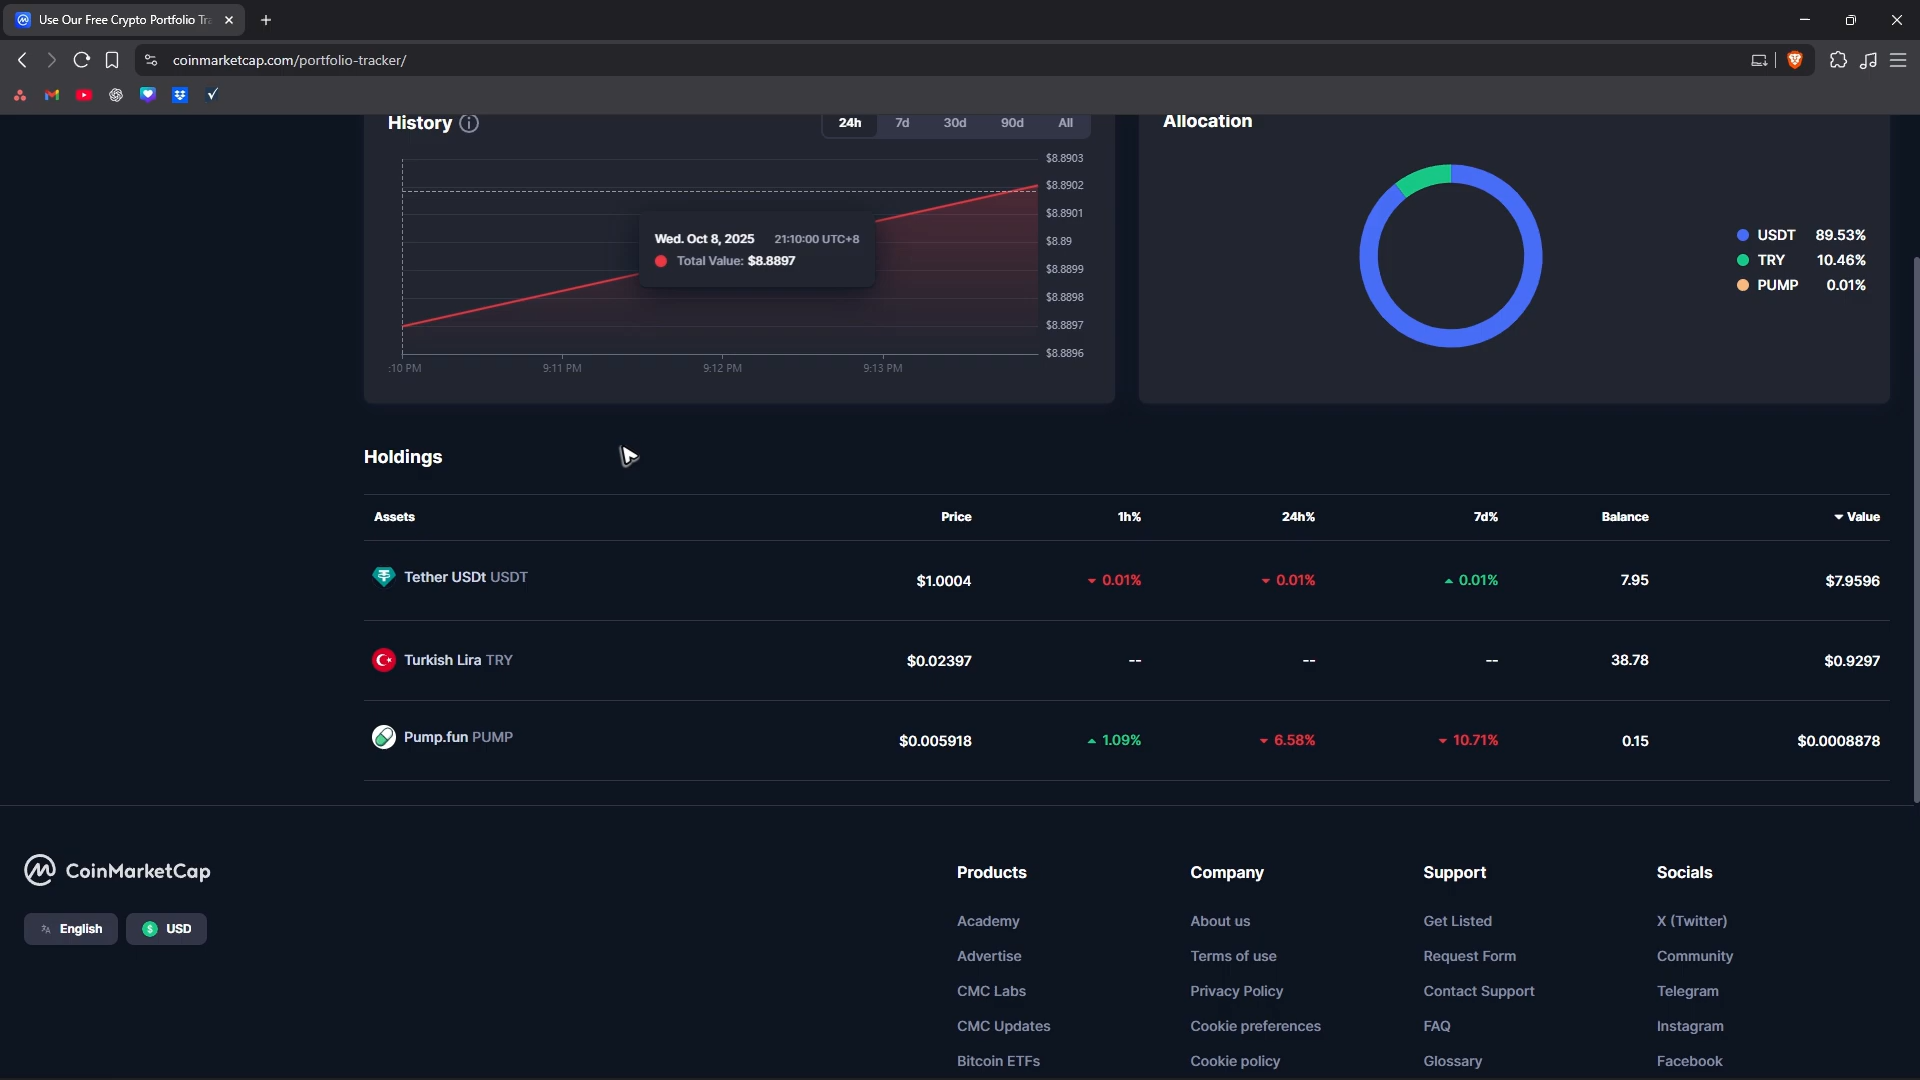 Use Our Free Crypto Portfolio Tra
coinmarketcap.com/portfolio-tracker/
History
24h 7d 30d 90d All
$8.8903
$8.8902
$8.8901
$8.89
$8.8899
$8.8898
$8.8897
$8.8896
Wed. Oct 8, 2025 21:10:00 UTC+8
Total Value: $8.8897
:10 PM 9:11 PM 9:12 PM 9:13 PM
Allocation
USDT 89.53%
TRY 10.46%
PUMP 0.01%
Holdings
Assets Price 1h% 24h% 7d% Balance Value
Tether USDt USDT $1.0004 0.01% 0.01% 0.01% 7.95 $7.9596
Turkish Lira TRY $0.02397 -- -- -- 38.78 $0.9297
Pump.fun PUMP $0.005918 1.09% 6.58% 10.71% 0.15 $0.0008878
CoinMarketCap
English USD
Products Company Support Socials
Academy About us Get Listed X (Twitter)
Advertise Terms of use Request Form Community
CMC Labs Privacy Policy Contact Support Telegram
CMC Updates Cookie preferences FAQ Instagram
Bitcoin ETFs Cookie policy Glossary Facebook